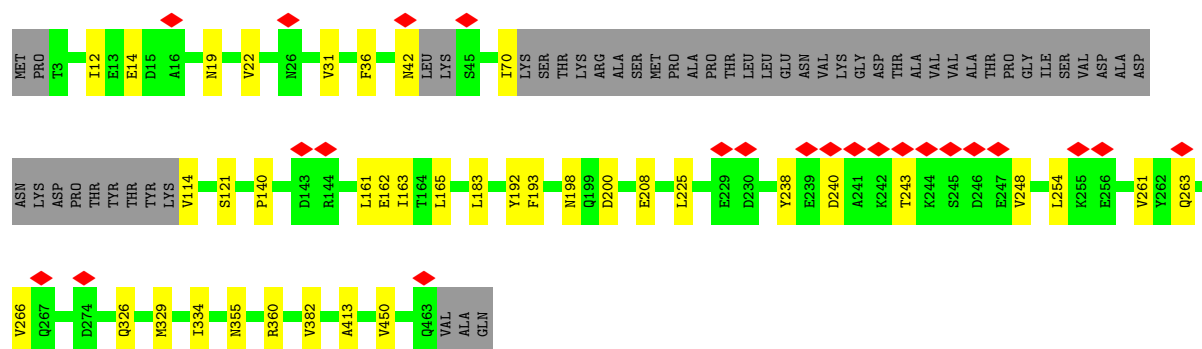 MET PRO T3 I12 E13 E14 D15 A16 N19 V22 N26 V31 F36 N42 LEU LYS S45 I70 LYS SER THR LYS ARG ALA SER MET PRO ALA PRO THR LEU LEU GLU ASN VAL LYS GLY ASP THR ALA VAL VAL ALA THR PRO GLY ILE SER VAL ASP ALA ASP
ASN LYS ASP PRO THR TYR THR THR TYR LYS V114 S121 P140 D143 R144 L161 E162 I163 T164 L165 L183 Y192 F193 N198 Q199 D200 E208 L225 E229 D230 Y238 E239 D240 A241 K242 T243 K244 S245 D246 E247 V248 L254 K255 E256 V261 Y262 Q263
V266 Q267 D274 Q326 M329 I334 N355 R360 V382 A413 V450 Q463 VAL ALA GLN